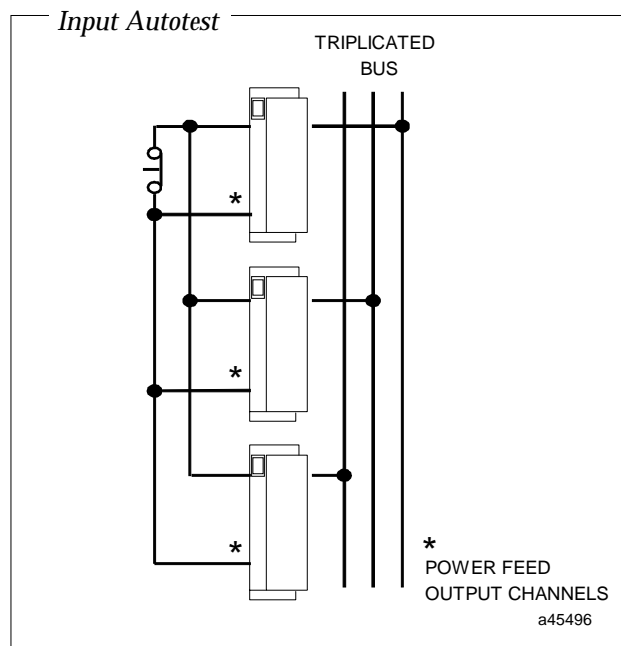 Input Autotest
TRIPLICATED
BUS
*
*
*
*
POWER FEED
OUTPUT CHANNELS
a45496